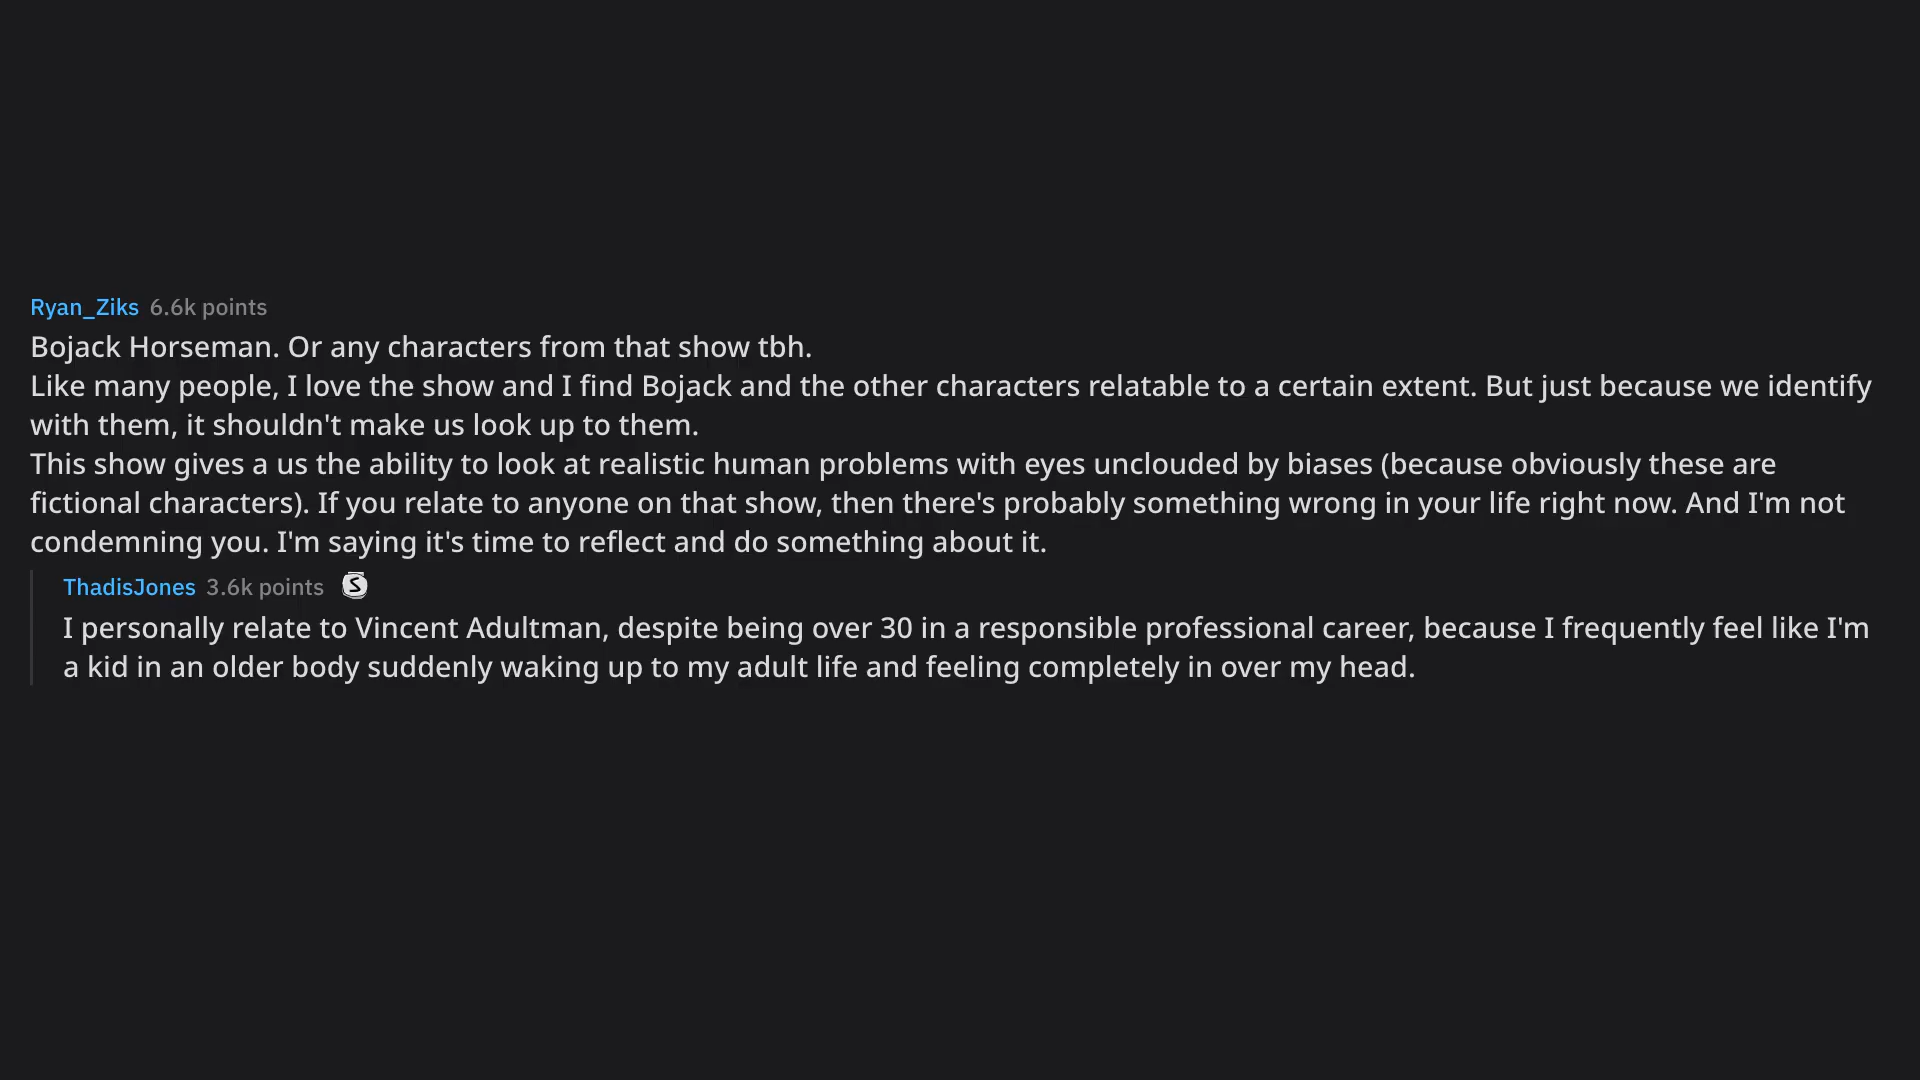 Ryan_Ziks 6.6k points
Bojack Horseman. Or any characters from that show tbh.
Like many people, I love the show and I find Bojack and the other characters relatable to a certain extent. But just because we identify
with them, it shouldn't make us look up to them.
This show gives a us the ability to look at realistic human problems with eyes unclouded by biases (because obviously these are
fictional characters). If you relate to anyone on that show, then there's probably something wrong in your life right now. And I'm not
condemning you. I'm saying it's time to reflect and do something about it.
ThadisJones 3.6k points S
I personally relate to Vincent Adultman, despite being over 30 in a responsible professional career, because I frequently feel like I'm
a kid in an older body suddenly waking up to my adult life and feeling completely in over my head.